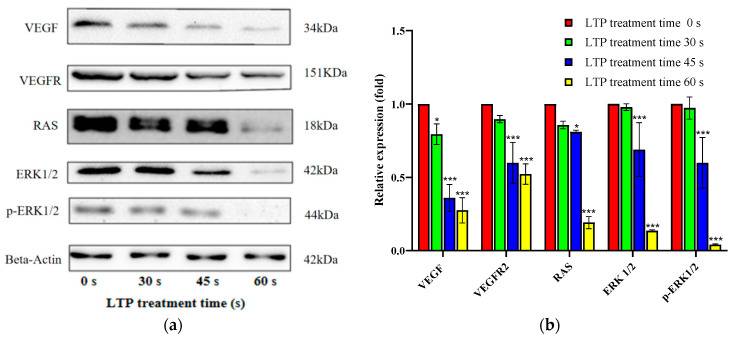 VEGF
34kDa
VEGFR
151KDa
RAS
18kDa
ERK1/2
42kDa
p-ERK1/2
44kDa
Beta-Actin
42kDa
0 s 30 s 45 s 60 s
LTP treatment time (s)
(a)
LTP treatment time 0 s
LTP treatment time 30 s
LTP treatment time 45 s
LTP treatment time 60 s
Relative expression (fold)
1.5
1.0
0.5
0.0
* *** ***
*** ***
* ***
*** ***
*** ***
VEGF
VEGFR2
RAS
ERK 1/2
p-ERK1/2
(b)